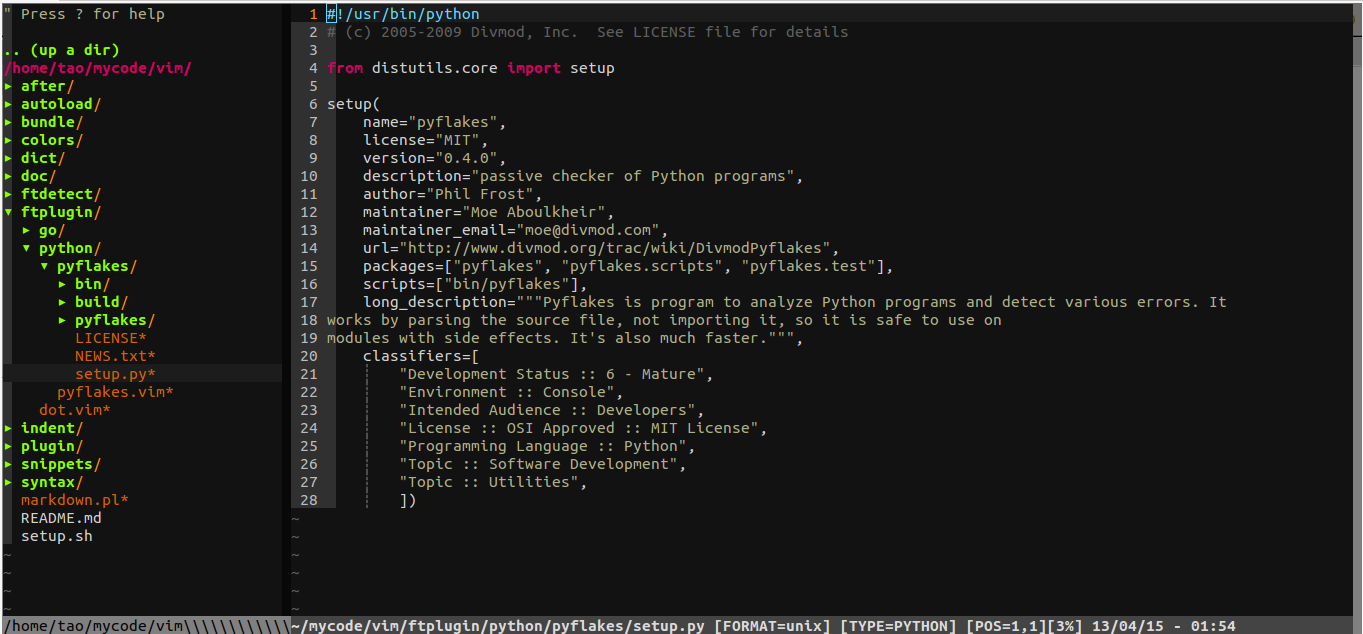 " Press ? for help
.. (up a dir)
/home/tao/mycode/vim/
▸ after/
▸ autoload/
▸ bundle/
▸ colors/
▸ dict/
▸ doc/
▸ ftdetect/
▾ ftplugin/
▸ go/
▾ python/
▾ pyflakes/
▸ bin/
▸ build/
▸ pyflakes/
LICENSE*
NEWS.txt*
setup.py*
pyflakes.vim*
dot.vim*
▸ indent/
▸ plugin/
▸ snippets/
▸ syntax/
markdown.pl*
README.md
setup.sh
~
~
~
~
/home/tao/mycode/vim\\\\\\\\\\\\
1 #!/usr/bin/python
2 # (c) 2005-2009 Divmod, Inc.  See LICENSE file for details
3
4 from distutils.core import setup
5
6 setup(
7     name="pyflakes",
8     license="MIT",
9     version="0.4.0",
10     description="passive checker of Python programs",
11     author="Phil Frost",
12     maintainer="Moe Aboulkheir",
13     maintainer_email="moe@divmod.com",
14     url="http://www.divmod.org/trac/wiki/DivmodPyflakes",
15     packages=["pyflakes", "pyflakes.scripts", "pyflakes.test"],
16     scripts=["bin/pyflakes"],
17     long_description="""Pyflakes is program to analyze Python programs and detect various errors. It
18 works by parsing the source file, not importing it, so it is safe to use on
19 modules with side effects. It's also much faster.""",
20     classifiers=[
21     ┆   "Development Status :: 6 - Mature",
22     ┆   "Environment :: Console",
23     ┆   "Intended Audience :: Developers",
24     ┆   "License :: OSI Approved :: MIT License",
25     ┆   "Programming Language :: Python",
26     ┆   "Topic :: Software Development",
27     ┆   "Topic :: Utilities",
28     ┆   ])
~
~
~
~
~
~
~/mycode/vim/ftplugin/python/pyflakes/setup.py [FORMAT=unix] [TYPE=PYTHON] [POS=1,1][3%] 13/04/15 - 01:54